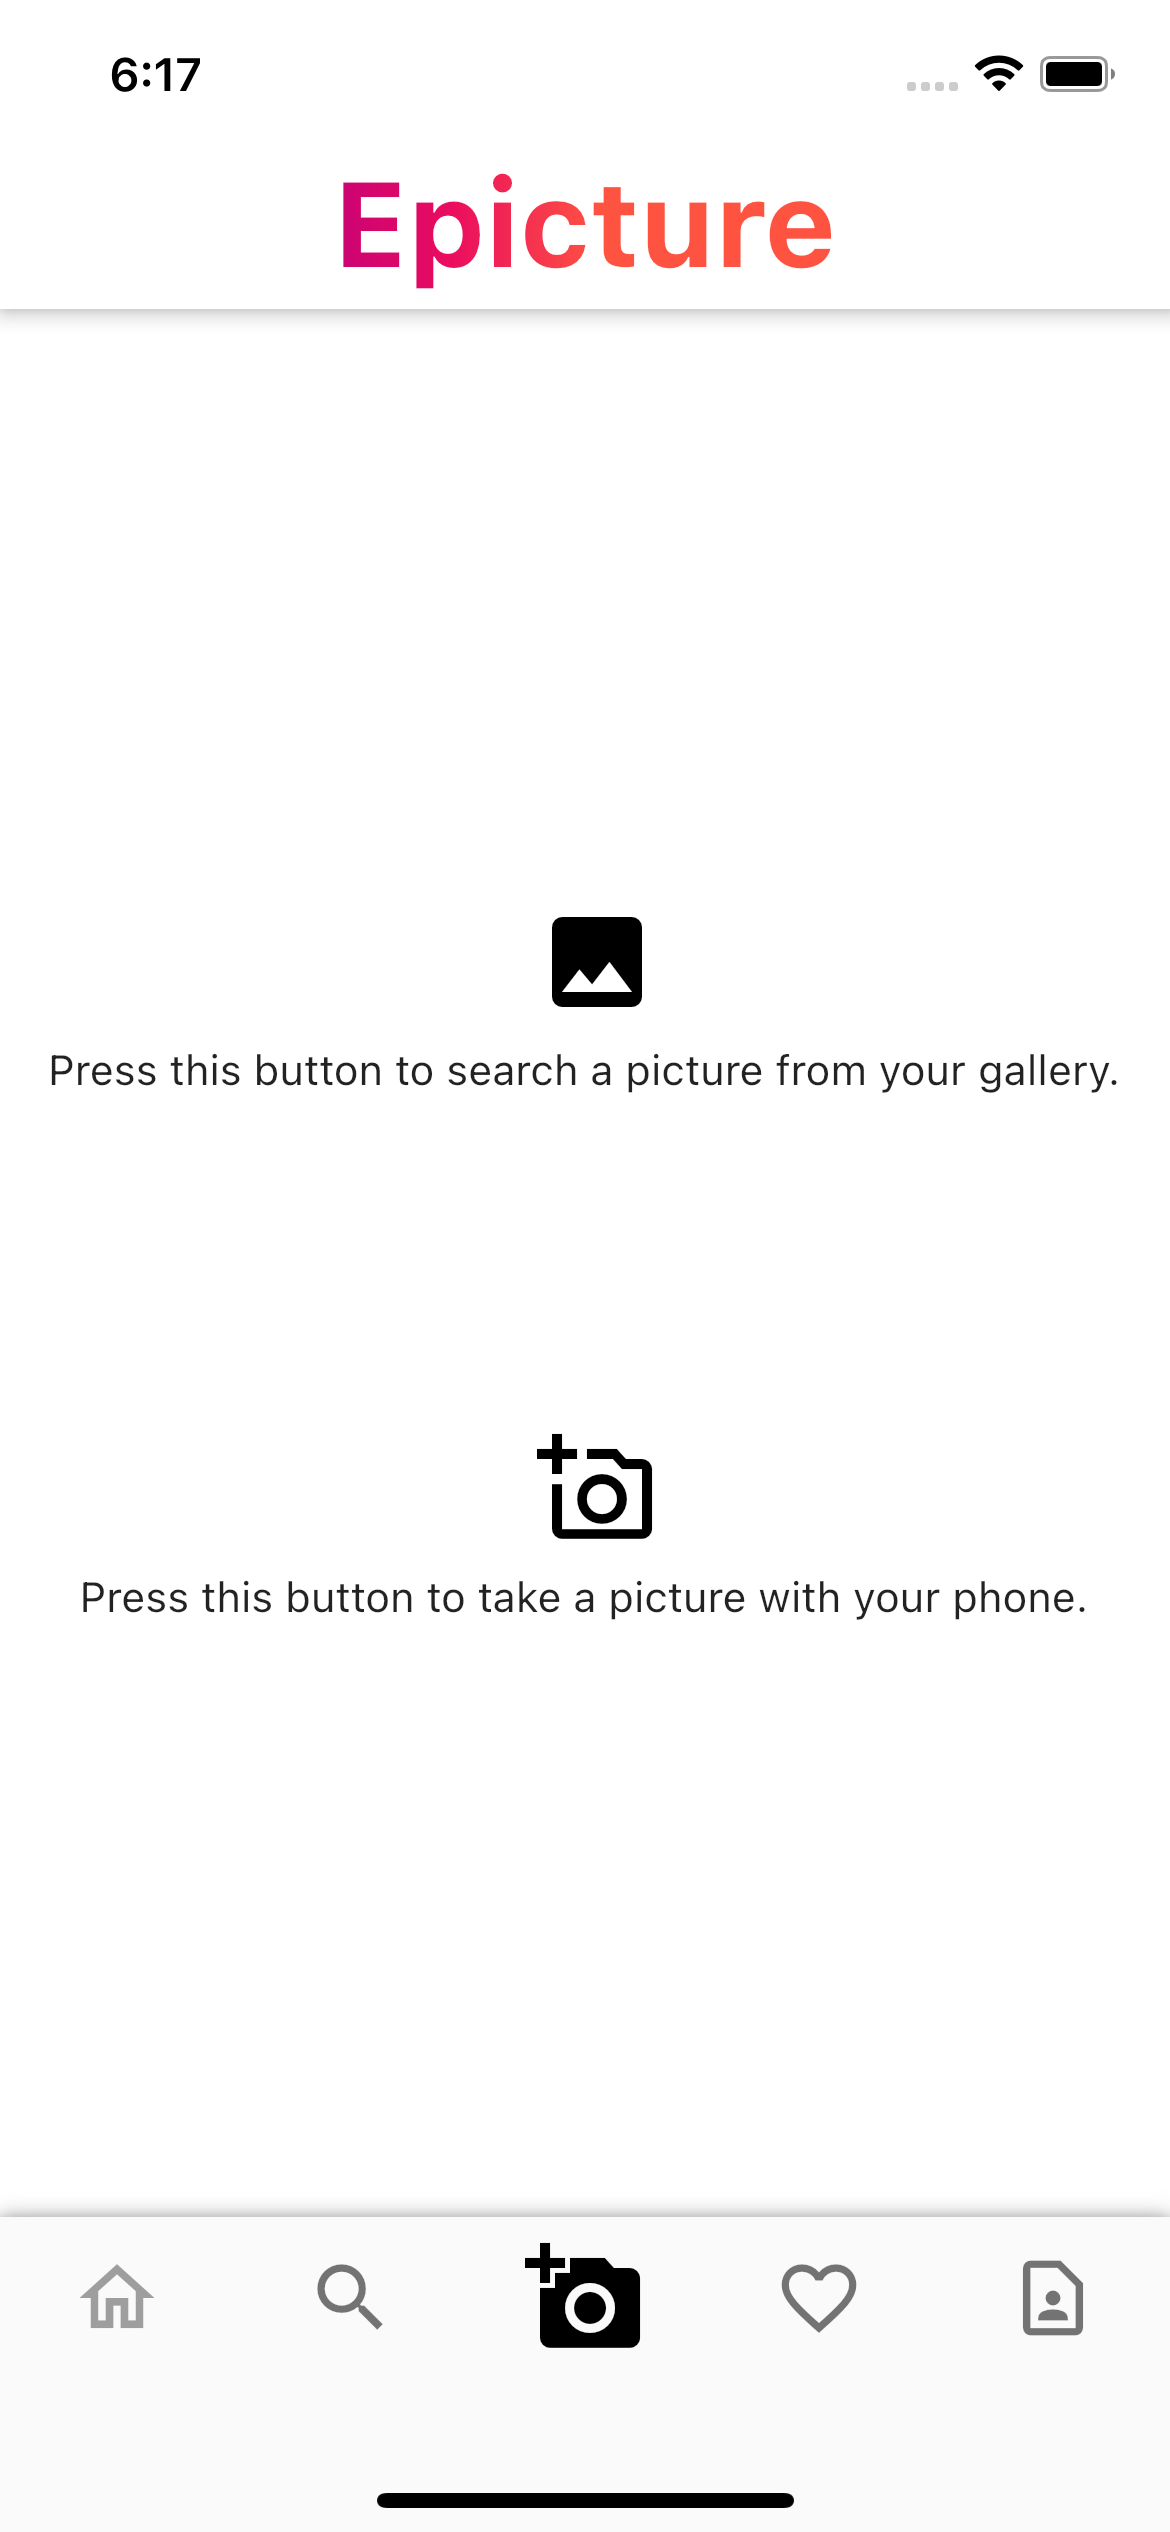 6:17
Epicture
Press this button to search a picture from your gallery.
Press this button to take a picture with your phone.